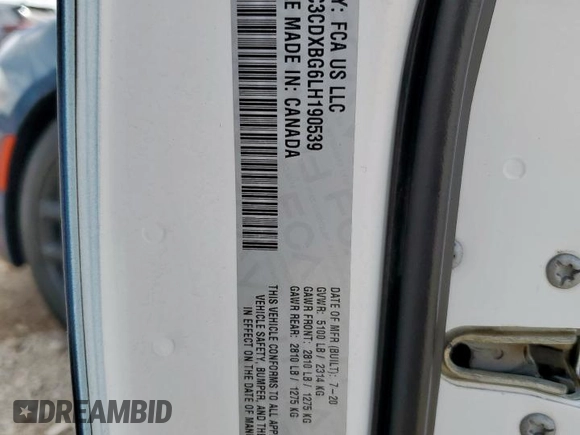 Y: FCA US LLC
C3CDXBG6LH190539
DE MADE IN: CANADA
DATE OF MFR (BUILT): 7-20
GVWR: 5100 LB / 2314 KG
GAWR FRONT: 2810 LB / 1275 KG
GAWR REAR: 2810 LB / 1275 KG
THIS VEHICLE CONFORMS TO ALL APP
VEHICLE SAFETY, BUMPER, AND TH
IN EFFECT ON THE DATE OF MAN
DREAMBID